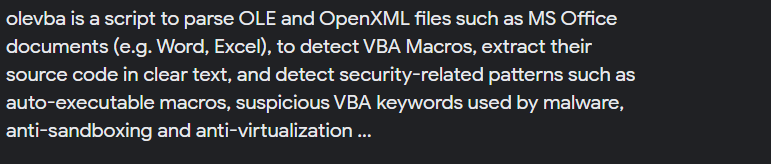 olevba is a script to parse OLE and OpenXML files such as MS Office
documents (e.g. Word, Excel), to detect VBA Macros, extract their
source code in clear text, and detect security-related patterns such as
auto-executable macros, suspicious VBA keywords used by malware,
anti-sandboxing and anti-virtualization ...